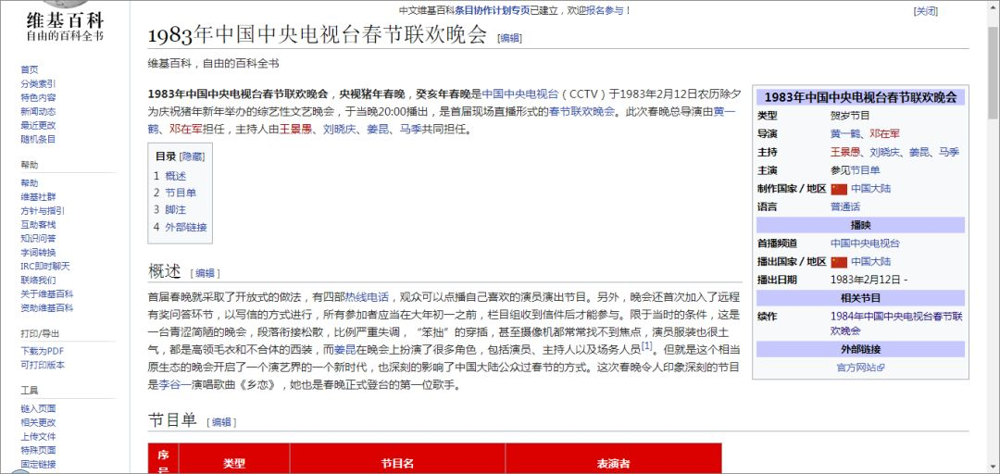 维基百科
自由的百科全书
首页
分类索引
特色内容
新闻动态
最近更改
随机条目
帮助
帮助
维基社群
方针与指引
互助客栈
知识问答
字词转换
IRC即时聊天
联络我们
关于维基百科
资助维基百科
打印/导出
下载为PDF
可打印版本
工具
链入页面
相关更改
上传文件
特殊页面
固定链接
中文维基百科条目协作计划专页已建立，欢迎报名参与！
[关闭]
1983年中国中央电视台春节联欢晚会 [编辑]
维基百科，自由的百科全书
1983年中国中央电视台春节联欢晚会，央视猪年春晚，癸亥年春晚是中国中央电视台（CCTV）于1983年2月12日农历除夕
为庆祝猪年新年举办的综艺性文艺晚会，于当晚20:00播出，是首届现场直播形式的春节联欢晚会。此次春晚总导演由黄一
鹤、邓在军担任，主持人由王景愚、刘晓庆、姜昆、马季共同担任。
目录 [隐藏]
1 概述
2 节目单
3 脚注
4 外部链接
概述 [编辑]
首届春晚就采取了开放式的做法，有四部热线电话，观众可以点播自己喜欢的演员演出节目。另外，晚会还首次加入了远程
有奖问答环节，以写信的方式进行，所有参加者应当在大年初一之前，栏目组收到信件后才能参与。限于当时的条件，这是
一台青涩简陋的晚会，段落衔接松散，比例严重失调，“笨拙”的穿插，甚至摄像机都常常找不到焦点，演员服装也很土
气，都是高领毛衣和不合体的西装，而姜昆在晚会上扮演了很多角色，包括演员、主持人以及场务人员[1]。但就是这个相当
原生态的晚会开启了一个演艺界的一个新时代，也深刻的影响了中国大陆公众过春节的方式。这次春晚令人印象深刻的节目
是李谷一演唱歌曲《乡恋》，她也是春晚正式登台的第一位歌手。
节目单 [编辑]
序号 类型 节目名 表演者
1983年中国中央电视台春节联欢晚会
类型 贺岁节目
导演 黄一鹤、邓在军
主持 王景愚、刘晓庆、姜昆、马季
主演 参见节目单
制作国家／地区 中国大陆
语言 普通话
播映
首播频道 中国中央电视台
播出国家／地区 中国大陆
播出日期 1983年2月12日 -
相关节目
续作 1984年中国中央电视台春节联
欢晚会
外部链接
官方网站